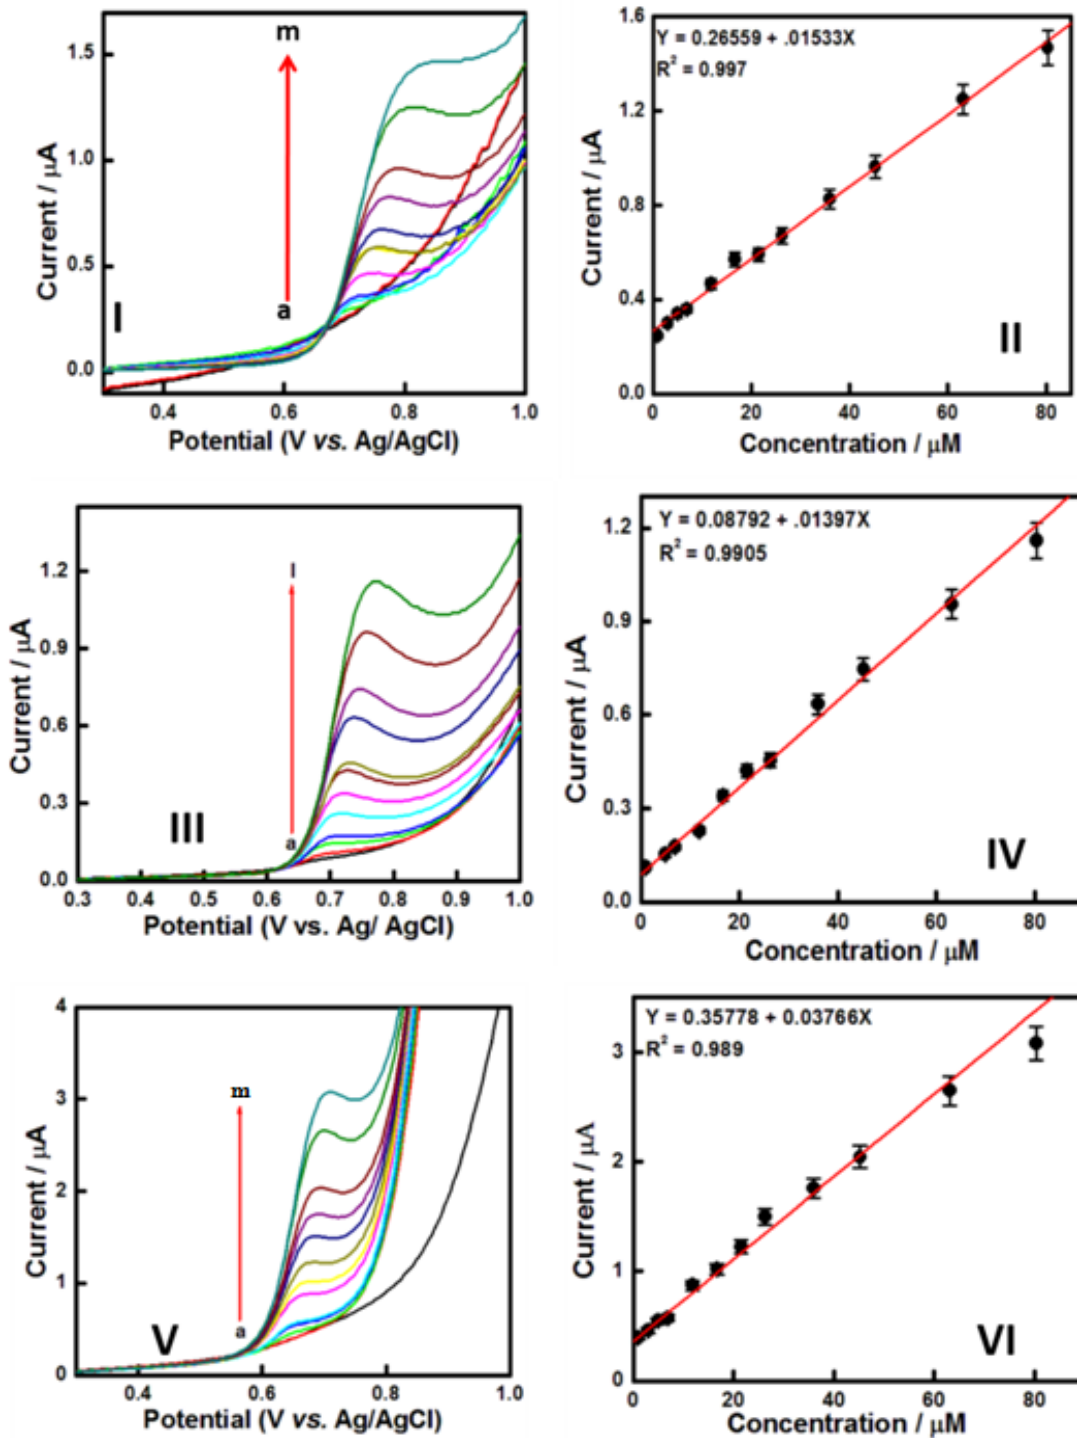 1.5
1.0
0.5
0.0
Current / μA
m
a
I
0.4 0.6 0.8 1.0
Potential (V vs. Ag/AgCl)
1.6
1.2
0.8
0.4
0.0
Current / μA
Y = 0.26559 + .01533X
R² = 0.997
II
0 20 40 60 80
Concentration / μM
1.2
0.9
0.6
0.3
0.0
Current / μA
l
a
III
0.3 0.4 0.5 0.6 0.7 0.8 0.9 1.0
Potential (V vs. Ag/ AgCl)
1.2
0.9
0.6
0.3
0.0
Current / μA
Y = 0.08792 + .01397X
R² = 0.9905
IV
0 20 40 60 80
Concentration / μM
4
3
2
1
0
Current / μA
m
a
V
0.4 0.6 0.8 1.0
Potential (V vs. Ag/AgCl)
3
2
1
0
Current / μA
Y = 0.35778 + 0.03766X
R² = 0.989
VI
0 20 40 60 80
Concentration / μM